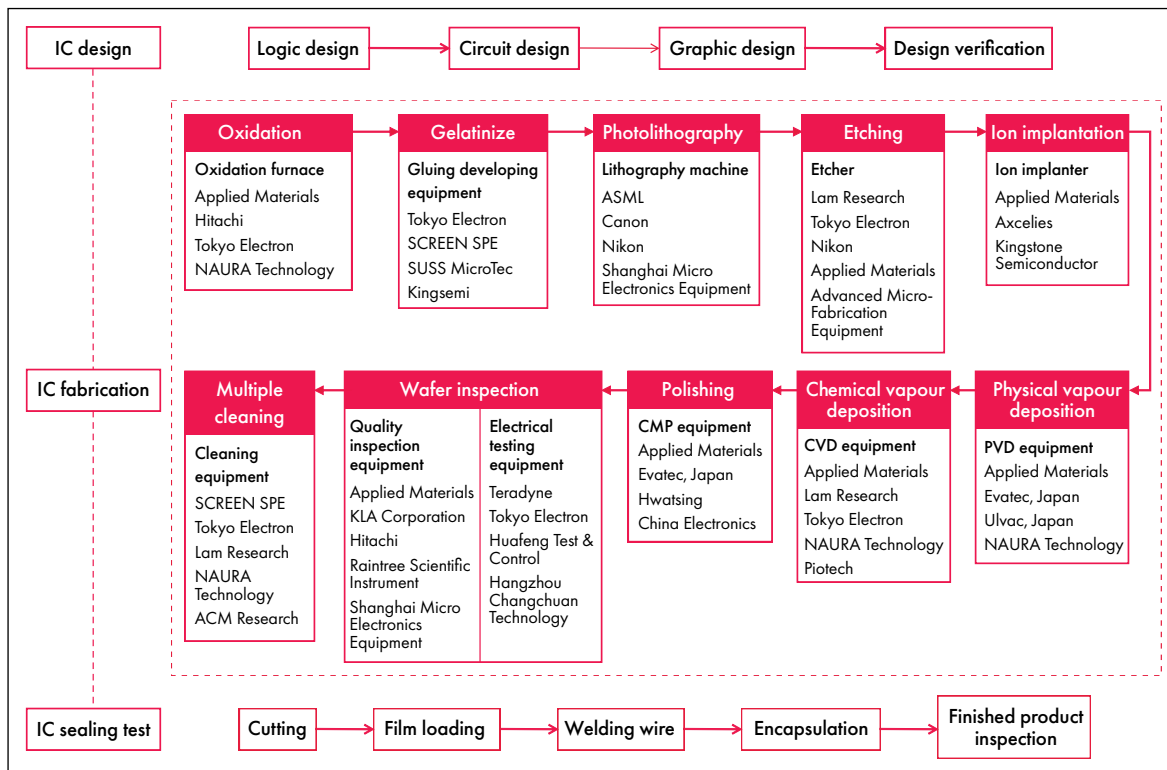 IC design
Logic design
Circuit design
Graphic design
Design verification
Oxidation
Oxidation furnace
Applied Materials
Hitachi
Tokyo Electron
NAURA Technology
Gelatinize
Gluing developing
equipment
Tokyo Electron
SCREEN SPE
SUSS MicroTec
Kingsemi
Photolithography
Lithography machine
ASML
Canon
Nikon
Shanghai Micro
Electronics Equipment
Etching
Etcher
Lam Research
Tokyo Electron
Nikon
Applied Materials
Advanced Micro-
Fabrication
Equipment
Ion implantation
Ion implanter
Applied Materials
Axcelies
Kingstone
Semiconductor
IC fabrication
Multiple
cleaning
Cleaning
equipment
SCREEN SPE
Tokyo Electron
Lam Research
NAURA
Technology
ACM Research
Wafer inspection
Quality
inspection
equipment
Applied Materials
KLA Corporation
Hitachi
Raintree Scientific
Instrument
Shanghai Micro
Electronics
Equipment
Electrical
testing
equipment
Teradyne
Tokyo Electron
Huafeng Test &
Control
Hangzhou
Changchuan
Technology
Polishing
CMP equipment
Applied Materials
Evatec, Japan
Hwatsing
China Electronics
Chemical vapour
deposition
CVD equipment
Applied Materials
Lam Research
Tokyo Electron
NAURA Technology
Piotech
Physical vapour
deposition
PVD equipment
Applied Materials
Evatec, Japan
Ulvac, Japan
NAURA Technology
IC sealing test
Cutting
Film loading
Welding wire
Encapsulation
Finished product
inspection